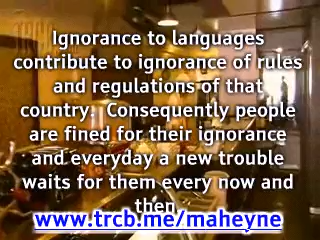 Ignorance to languages
contribute to ignorance of rules
and regulations of that
country. Consequently people
are fined for their ignorance
and everyday a new trouble
waits for them every now and
then.
www.trcb.me/maheyne